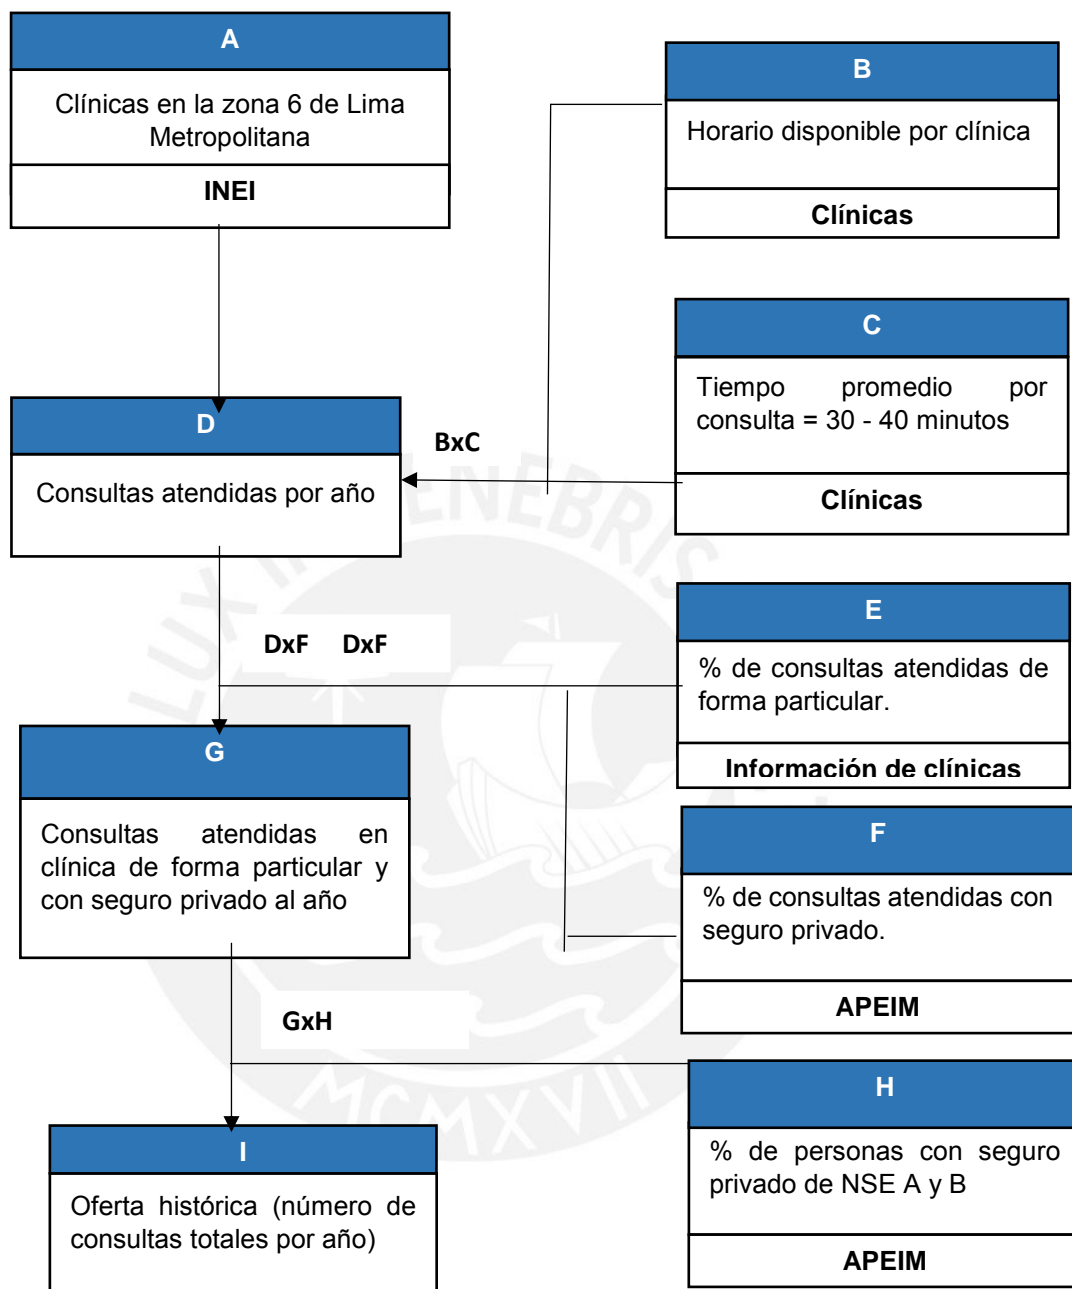 A
Clínicas en la zona 6 de Lima
Metropolitana
INEI
B
Horario disponible por clínica
Clínicas
C
Tiempo promedio por
consulta = 30 - 40 minutos
Clínicas
D
Consultas atendidas por año
BxC
E
% de consultas atendidas de
forma particular.
Información de clínicas
DxF DxF
F
% de consultas atendidas con
seguro privado.
APEIM
G
Consultas atendidas en
clínica de forma particular y
con seguro privado al año
GxH
H
% de personas con seguro
privado de NSE A y B
APEIM
I
Oferta histórica (número de
consultas totales por año)
MCMXVII